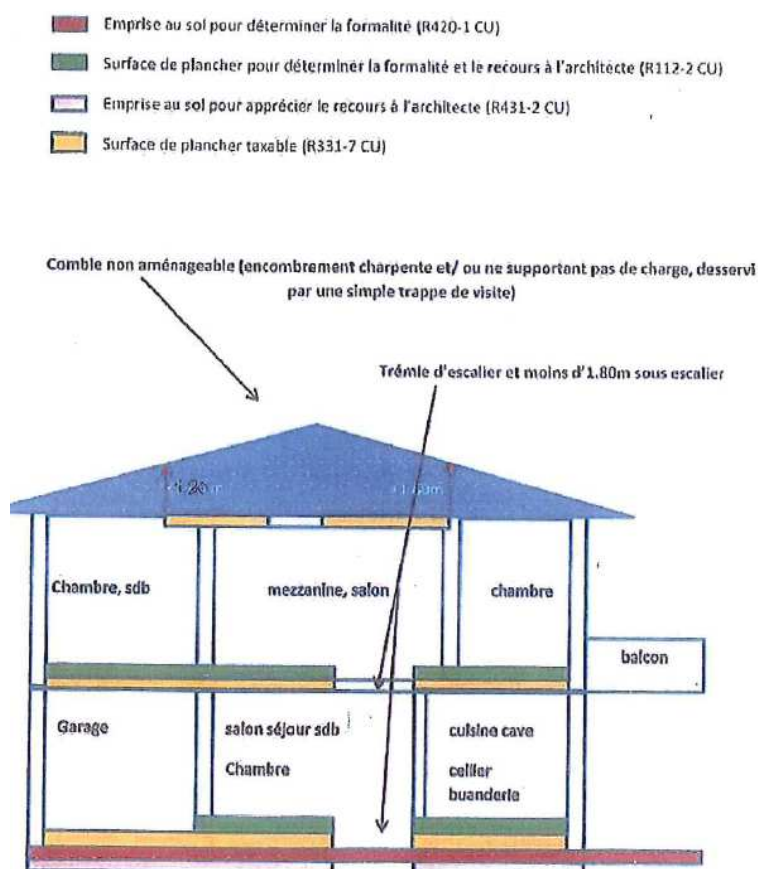 Emprise au sol pour déterminer la formalité (R420-1 CU)
Surface de plancher pour déterminer la formalité et le recours à l'architecte (R112-2 CU)
Emprise au sol pour apprécier le recours à l'architecte (R431-2 CU)
Surface de plancher taxable (R331-7 CU)
Comble non aménageable (encombrement charpente et/ ou ne supportant pas de charge, desservi
par une simple trappe de visite)
Trémie d'escalier et moins d'1.80m sous escalier
Chambre, sdb
mezzanine, salon
chambre
balcon
Garage
salon séjour sdb
cuisine cave
Chambre
cellier
buanderie